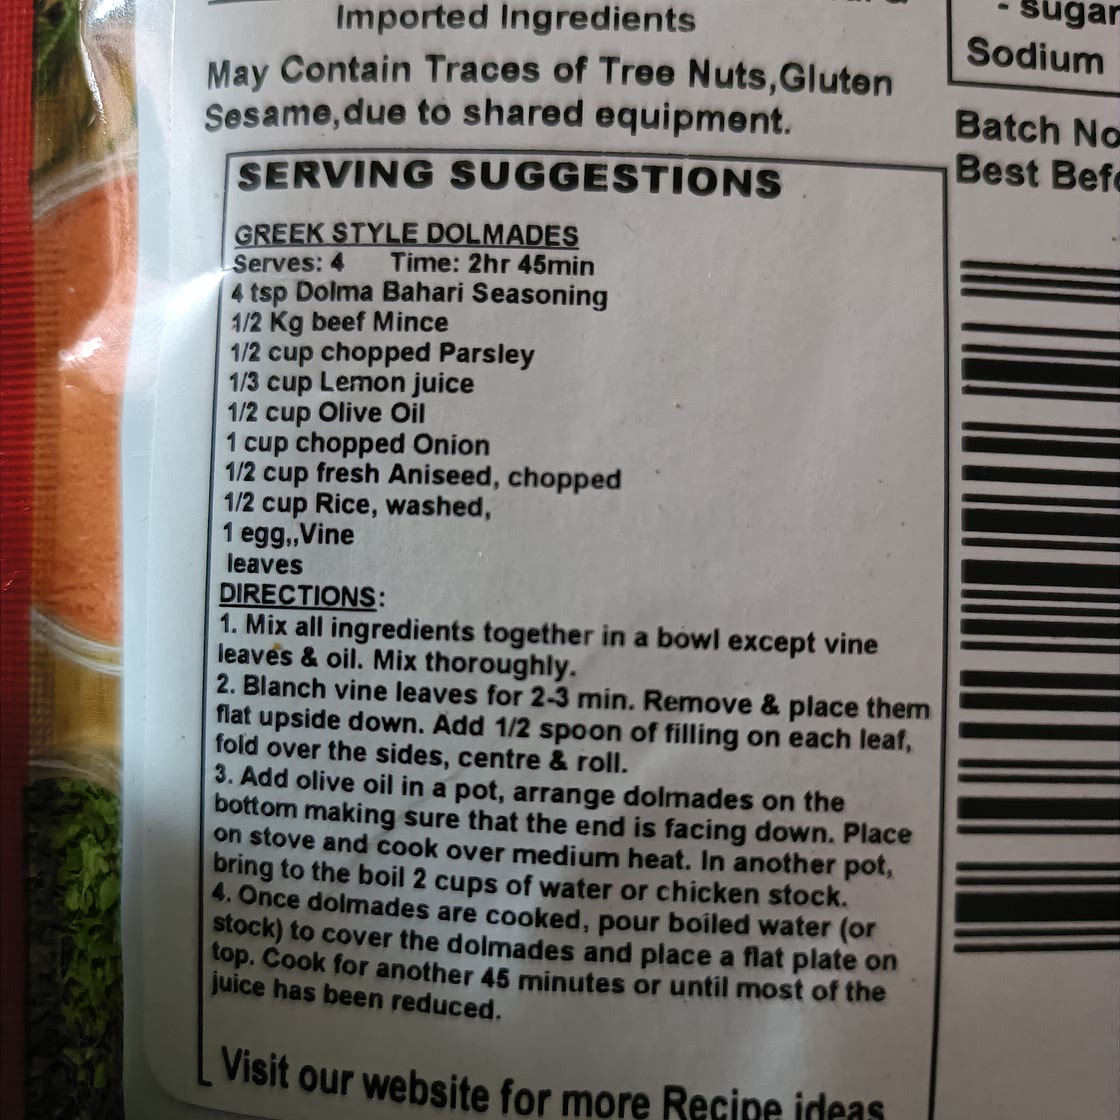 Imported Ingredients
May Contain Traces of Tree Nuts,Gluten
Sesame,due to shared equipment.
SERVING SUGGESTIONS
GREEK STYLE DOLMADES
Serves: 4 Time: 2hr 45min
4 tsp Dolma Bahari Seasoning
1/2 Kg beef Mince
1/2 cup chopped Parsley
1/3 cup Lemon juice
1/2 cup Olive Oil
1 cup chopped Onion
1/2 cup fresh Aniseed, chopped
1/2 cup Rice, washed,
1 egg,,Vine
leaves
DIRECTIONS:
1. Mix all ingredients together in a bowl except vine
leaves & oil. Mix thoroughly.
2. Blanch vine leaves for 2-3 min. Remove & place them
flat upside down. Add 1/2 spoon of filling on each leaf,
fold over the sides, centre & roll.
3. Add olive oil in a pot, arrange dolmades on the
bottom making sure that the end is facing down. Place
on stove and cook over medium heat. In another pot,
bring to the boil 2 cups of water or chicken stock.
4. Once dolmades are cooked, pour boiled water (or
stock) to cover the dolmades and place a flat plate on
top. Cook for another 45 minutes or until most of the
juice has been reduced.
Visit our website for more Recipe ideas
- sugar
Sodium
Batch No
Best Bef